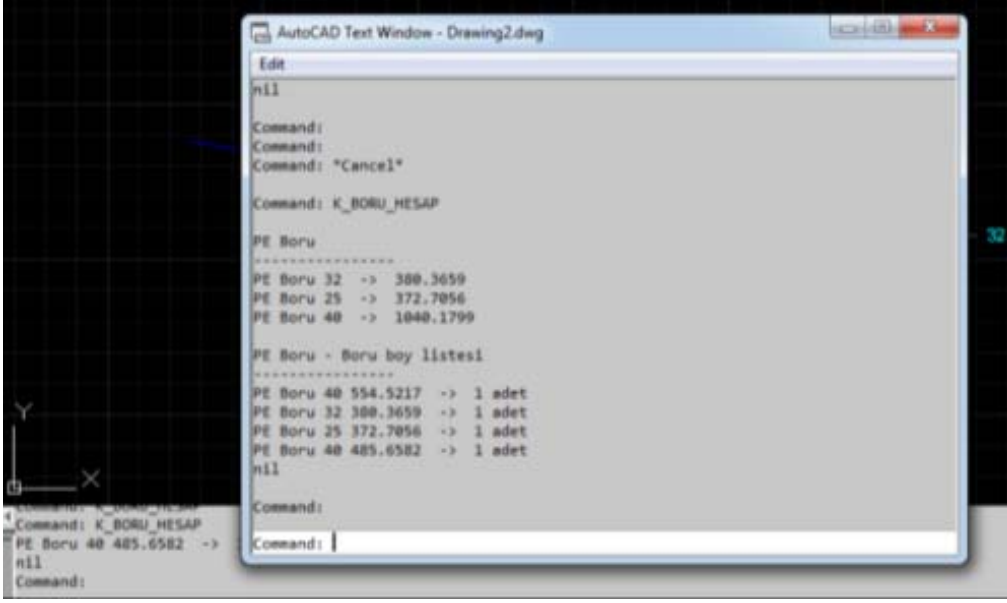 AutoCAD Text Window - Drawing2.dwg
Edit
nil
Command:
Command:
Command: *Cancel*
Command: K_BORU_HESAP
PE Boru
----------------
PE Boru 32 -> 380.3659
PE Boru 25 -> 372.7056
PE Boru 40 -> 1040.1799
PE Boru - Boru boy listesi
----------------
PE Boru 40 554.5217 -> 1 adet
PE Boru 32 380.3659 -> 1 adet
PE Boru 25 372.7056 -> 1 adet
PE Boru 40 485.6582 -> 1 adet
nil
Command:
Command:
32
Y
X
Command: K_BORU_HESAP
Command: K_BORU_HESAP
PE Boru 40 485.6582 ->
nil
Command: